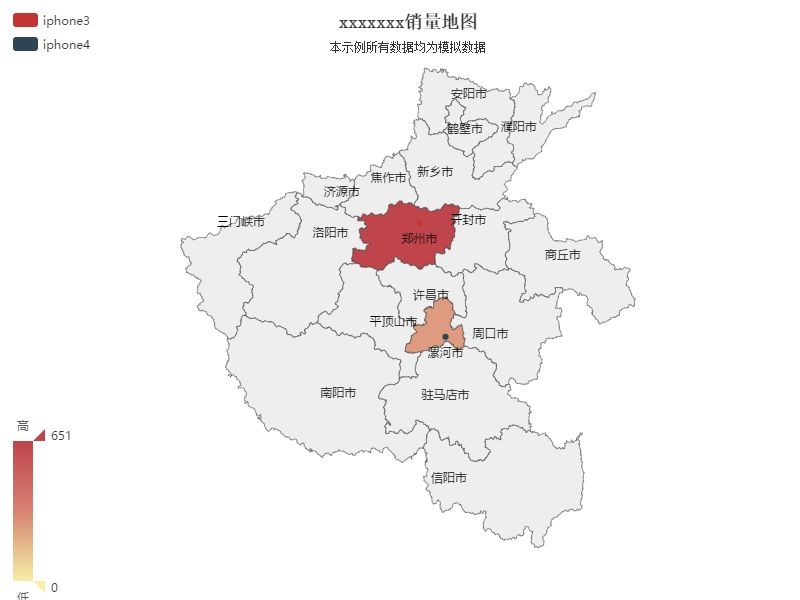 iphone3
iphone4
xxxxxxx销量地图
本示例所有数据均为模拟数据
安阳市
鹤壁市
濮阳市
新乡市
焦作市
济源市
三门峡市
洛阳市
郑州市
开封市
商丘市
许昌市
平顶山市
漯河市
周口市
南阳市
驻马店市
信阳市
高
651
0
低